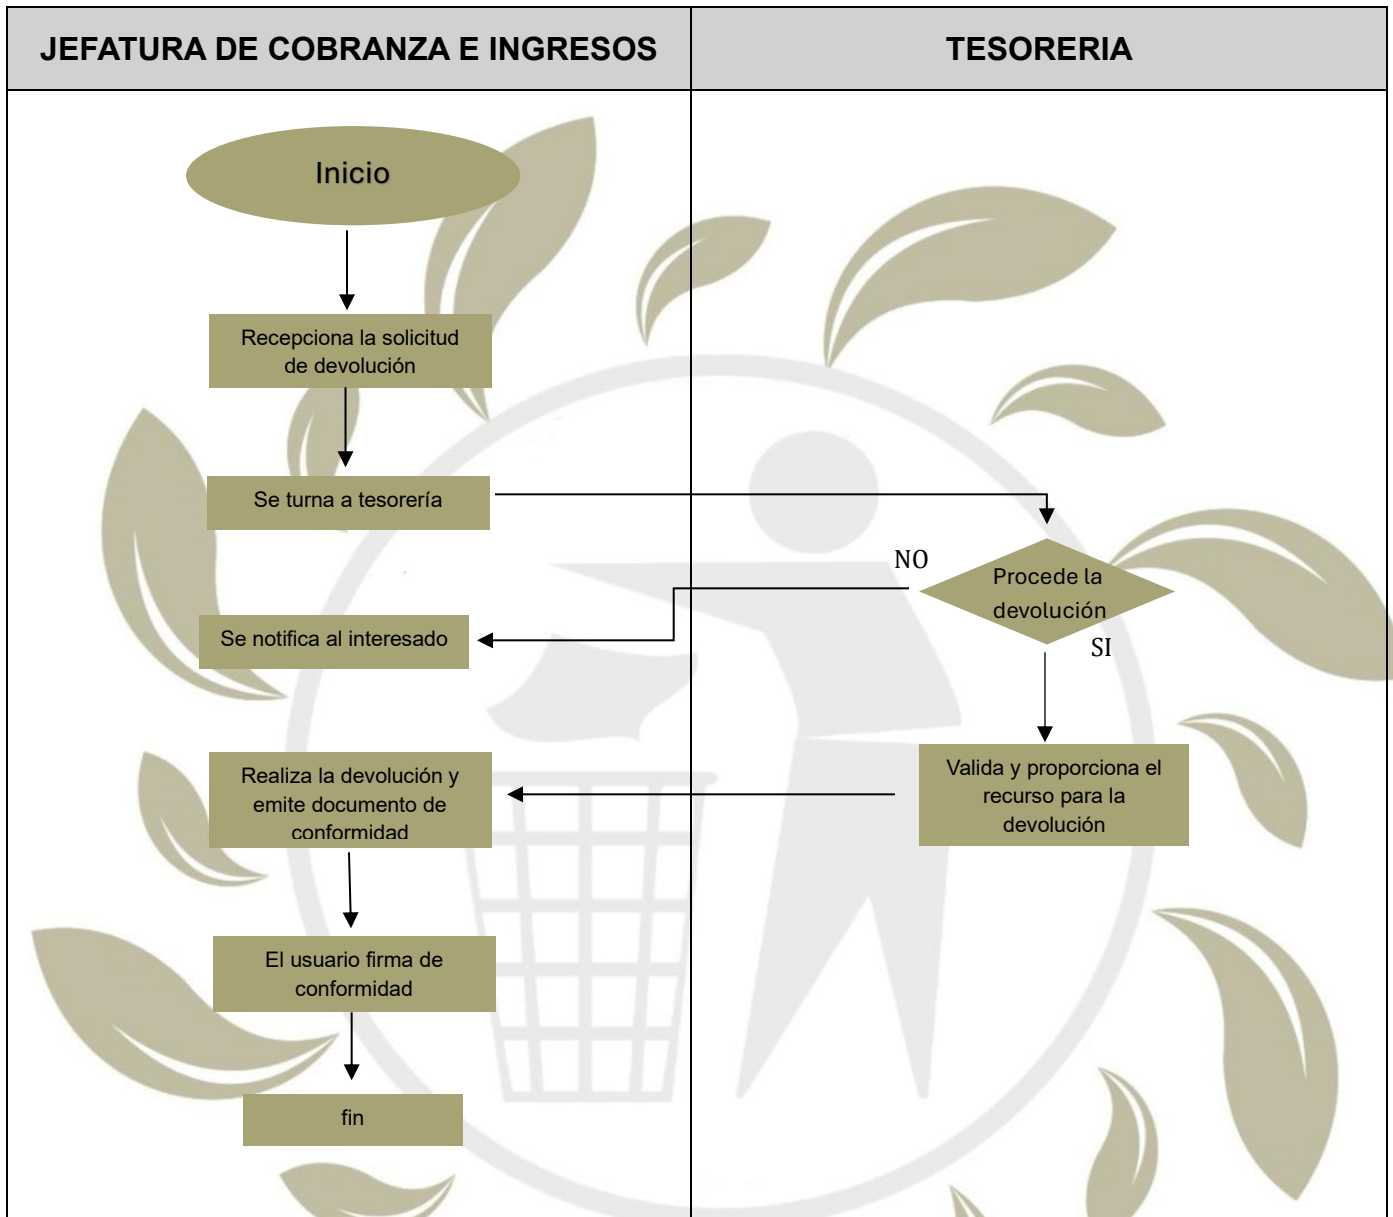 JEFATURA DE COBRANZA E INGRESOS
TESORERIA
Inicio
Recepciona la solicitud
de devolución
Se turna a tesorería
NO
Procede la
devolución
SI
Se notifica al interesado
Valida y proporciona el
recurso para la
devolución
Realiza la devolución y
emite documento de
conformidad
El usuario firma de
conformidad
fin